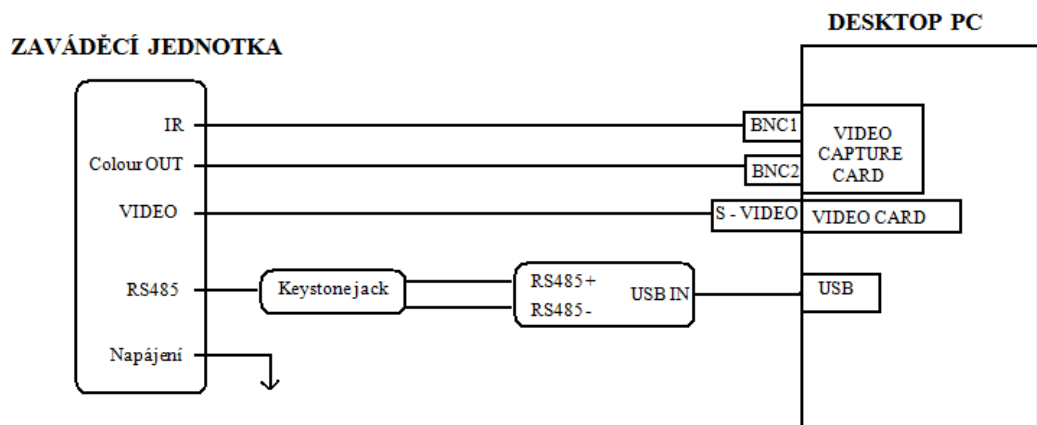 DESKTOP PC
ZAVÁDĚCÍ JEDNOTKA
IR
BNC1
VIDEO
CAPTURE
CARD
Colour OUT
BNC2
VIDEO
S - VIDEO
VIDEO CARD
RS485
Keystone jack
RS485+
RS485-
USB IN
USB
Napájení